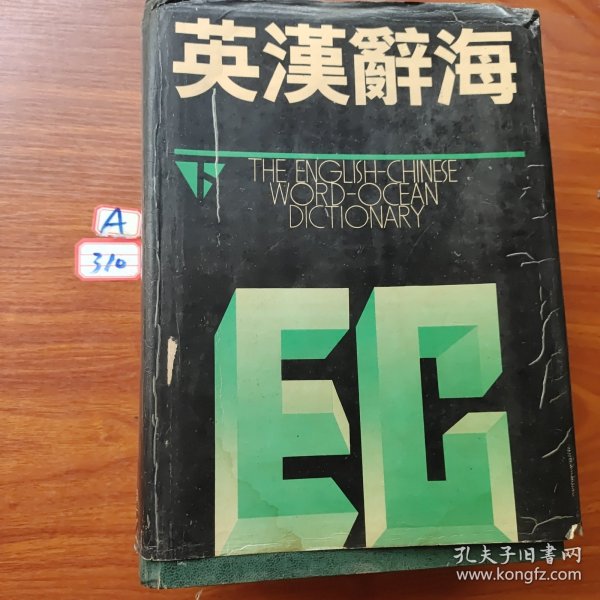 英漢辭海
下
THE ENGLISH-CHINESE
WORD-OCEAN
DICTIONARY
A
310
EC
孔夫子旧书网
www.kongfz.com